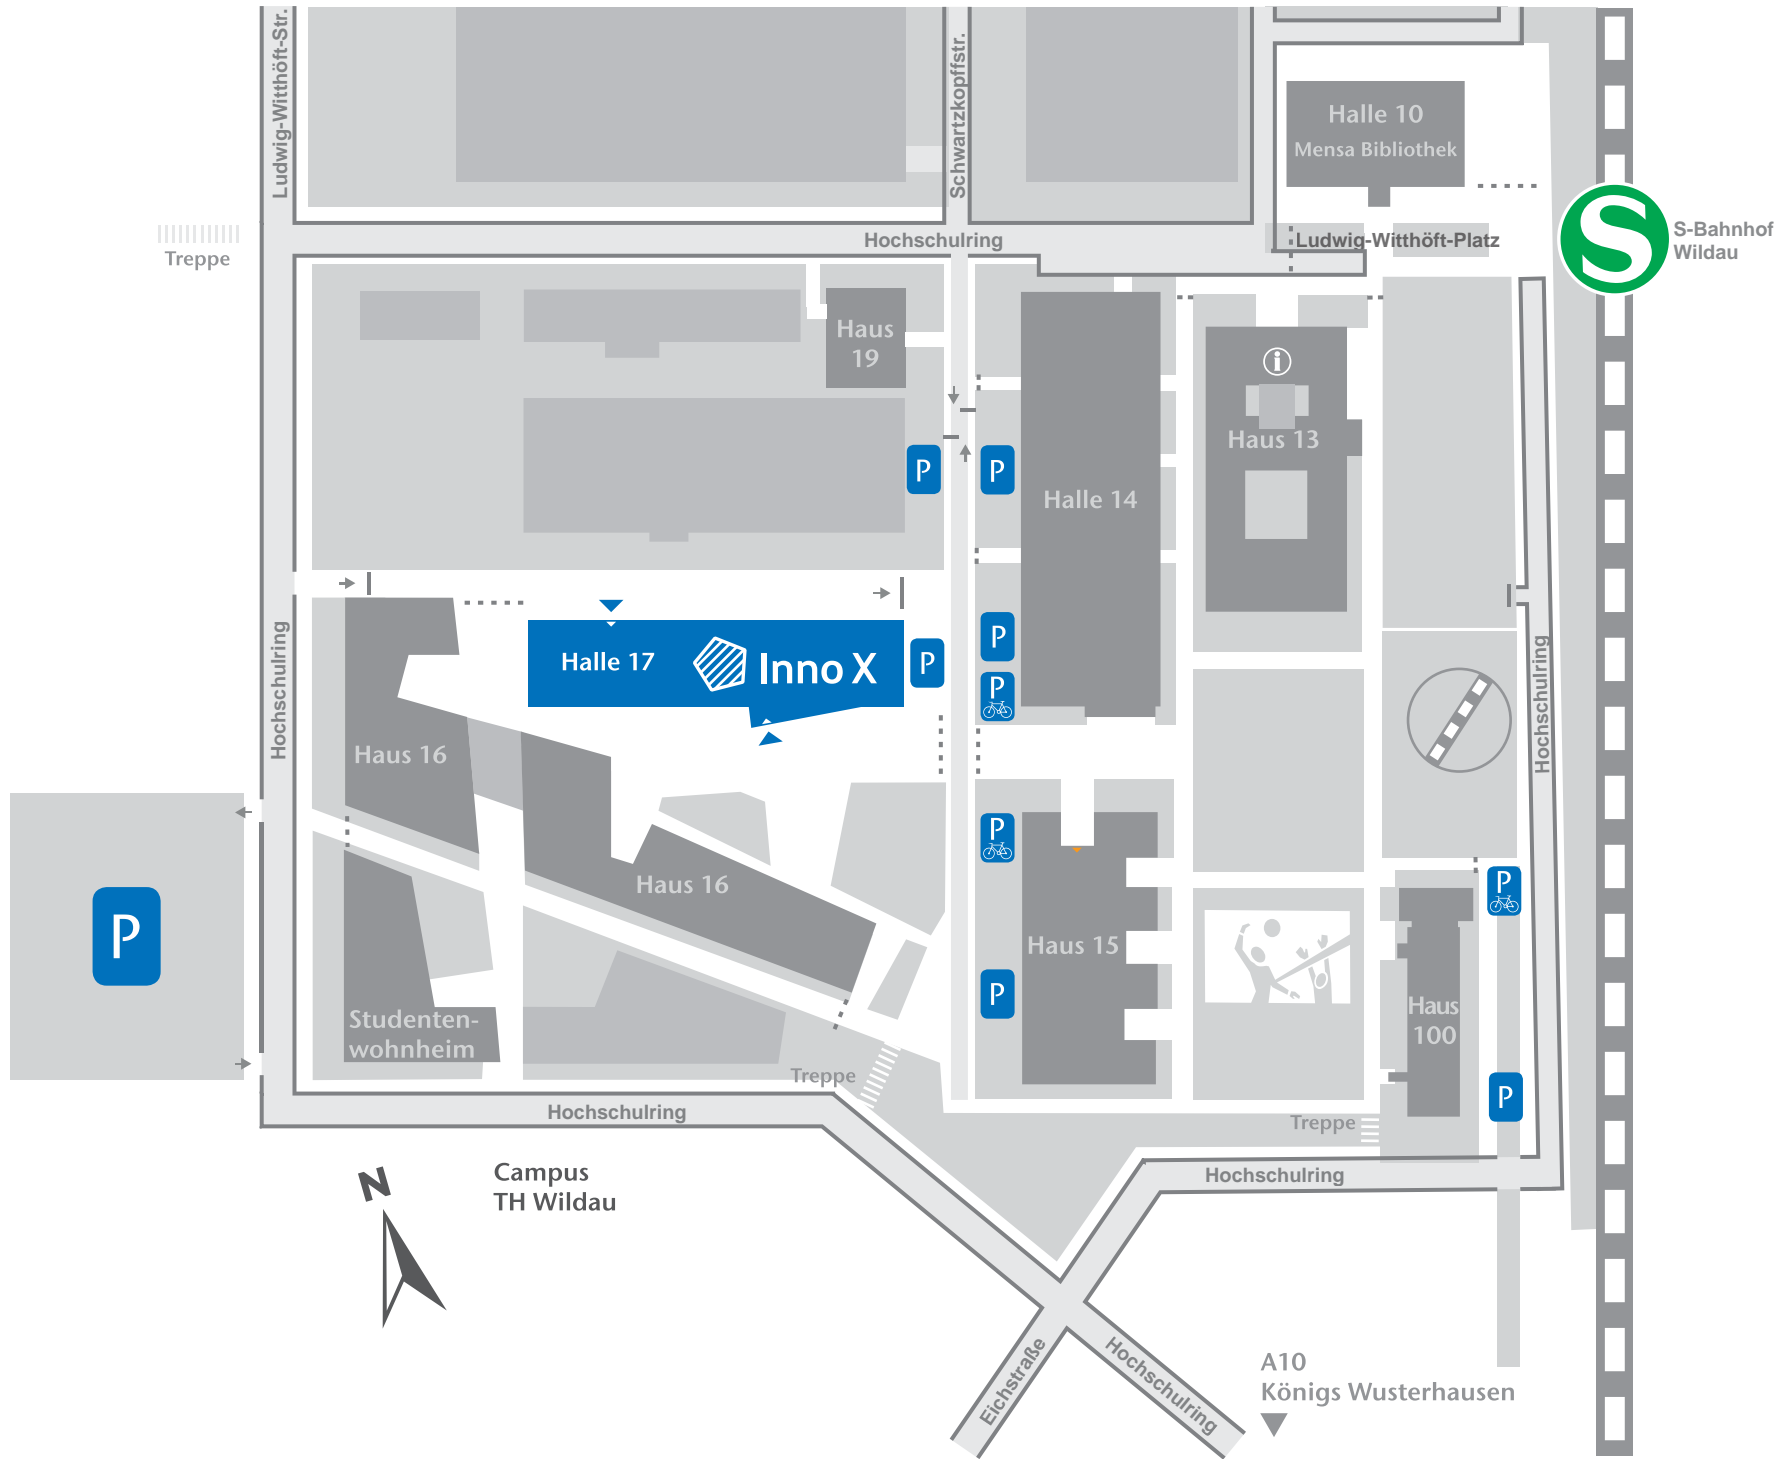 Ludwig-Witthöft-Str.
Schwartzkopffstr.
Halle 10
Mensa Bibliothek
S
S-Bahnhof
Wildau
Treppe
Hochschulring
Ludwig-Witthöft-Platz
Haus
19
i
Haus 13
P
P
Halle 14
Hochschulring
Halle 17
Inno X
P
P
P
Hochschulring
Haus 16
P
Haus 16
P
P
Haus 15
P
Haus
100
Studenten-
wohnheim
Treppe
P
Hochschulring
Treppe
Hochschulring
N
Campus
TH Wildau
Eichstraße
Hochschulring
A10
Königs Wusterhausen